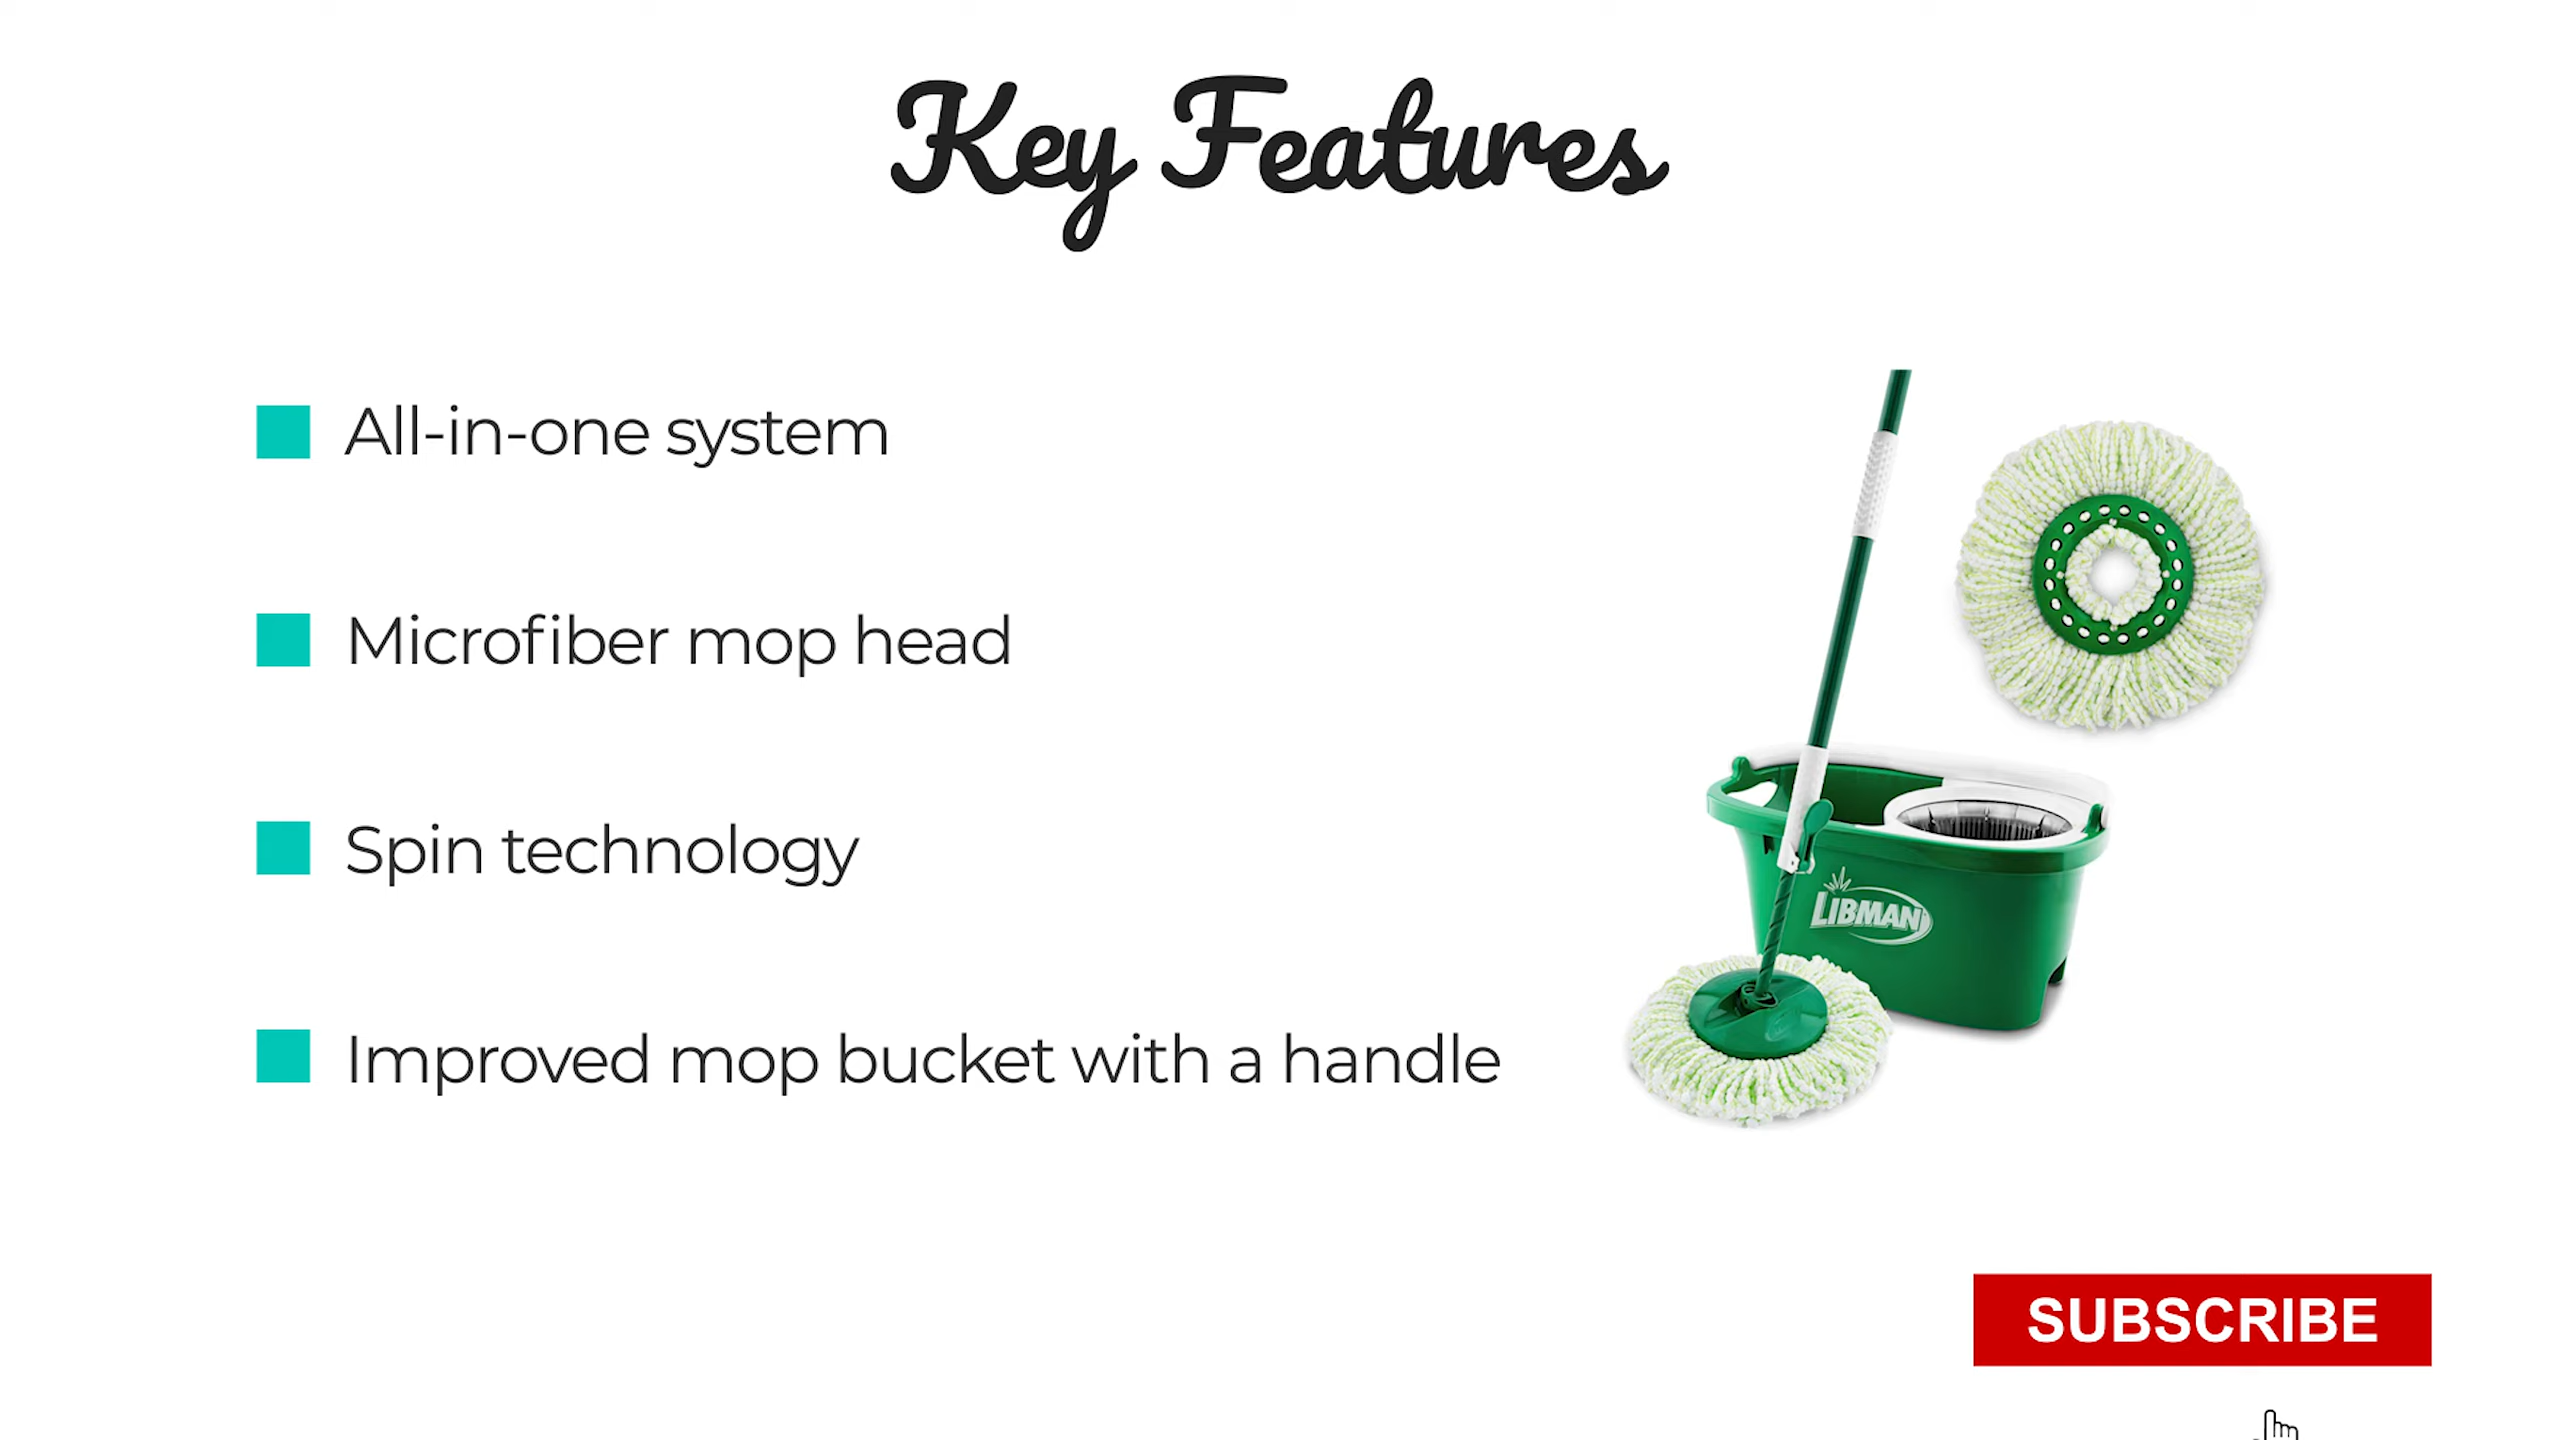 Key Features
All-in-one system
Microfiber mop head
Spin technology
Improved mop bucket with a handle
LIBMAN
SUBSCRIBE